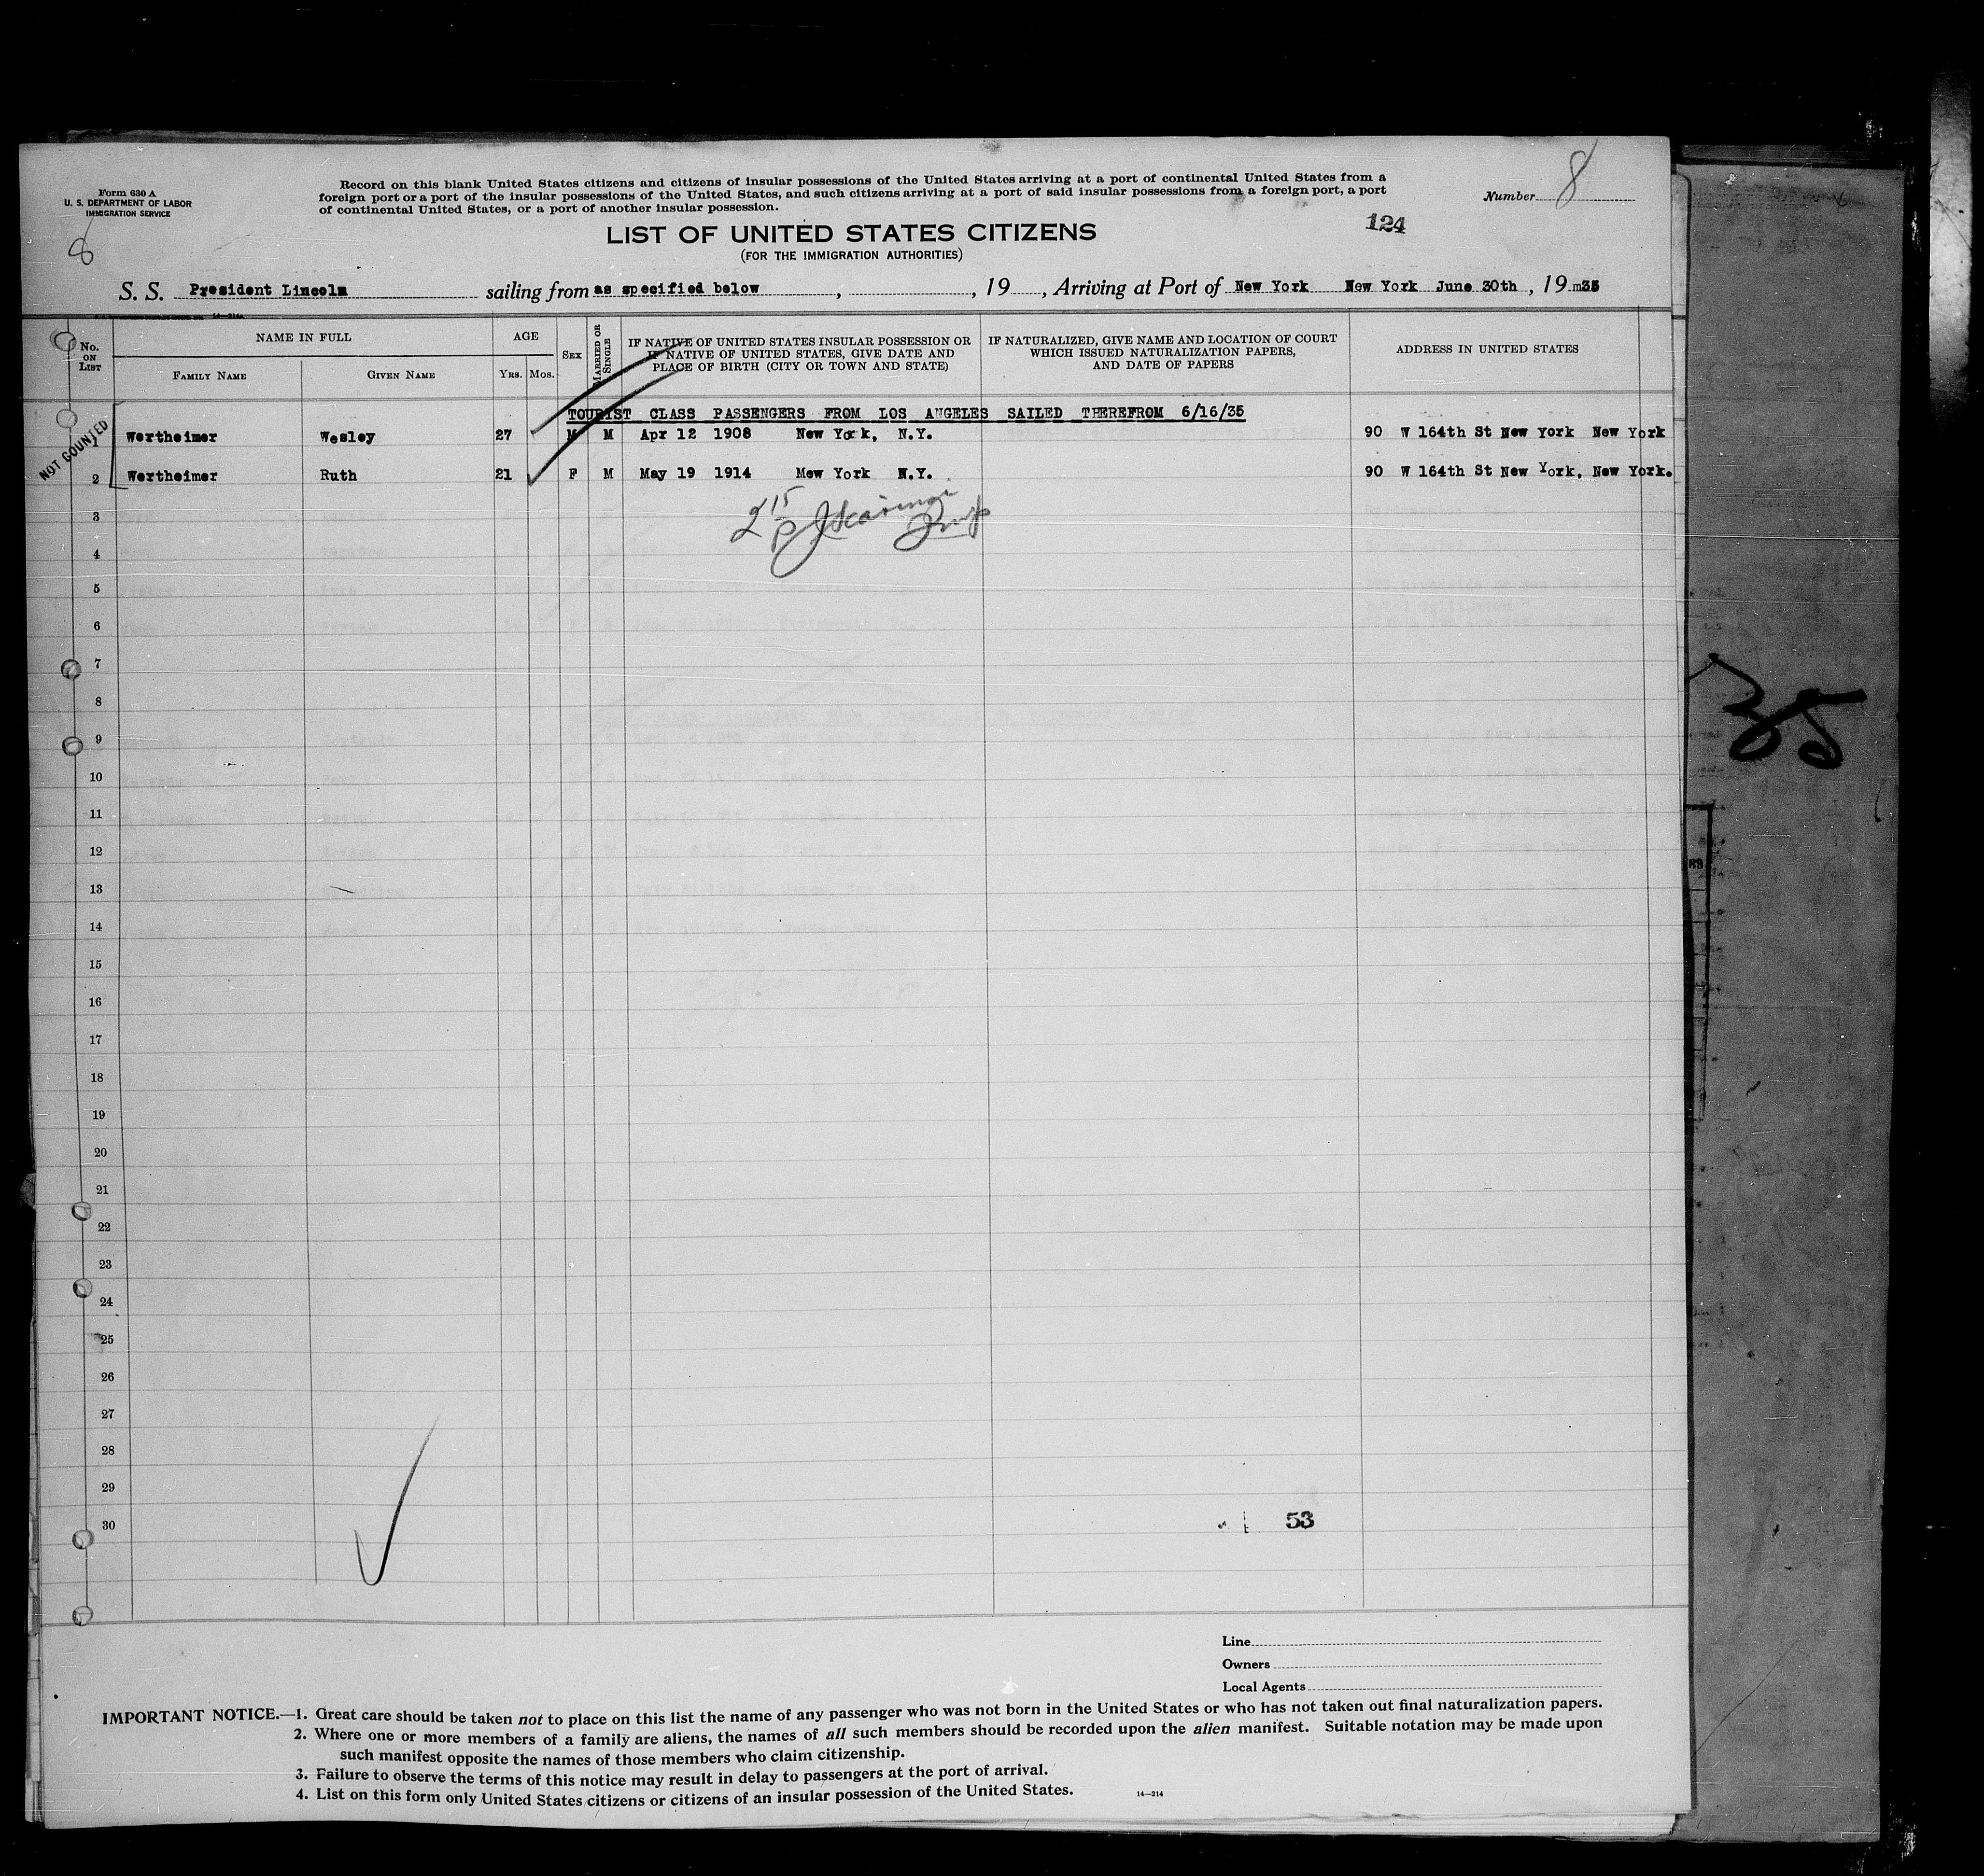 Form 630 A
U. S. DEPARTMENT OF LABOR
IMMIGRATION SERVICE
8
Record on this blank United States citizens and citizens of insular possessions of the United States arriving at a port of continental United States from a
foreign port or a port of the insular possessions of the United States, and such citizens arriving at a port of said insular possessions from a foreign port, a port
of continental United States, or a port of another insular possession.
Number 8
124
LIST OF UNITED STATES CITIZENS
(FOR THE IMMIGRATION AUTHORITIES)
S. S. President Lincoln sailing from as specified below , , 19 , Arriving at Port of New York New York June 30th , 19 m35
No. ON LIST
NAME IN FULL
FAMILY NAME
GIVEN NAME
AGE
YRS. MOS.
SEX
MARRIED OR SINGLE
IF NATIVE OF UNITED STATES INSULAR POSSESSION OR
IF NATIVE OF UNITED STATES, GIVE DATE AND
PLACE OF BIRTH (CITY OR TOWN AND STATE)
IF NATURALIZED, GIVE NAME AND LOCATION OF COURT
WHICH ISSUED NATURALIZATION PAPERS,
AND DATE OF PAPERS
ADDRESS IN UNITED STATES
TOURIST CLASS PASSENGERS FROM LOS ANGELES SAILED THEREFROM 6/16/35
NOT COUNTED
1 Wertheimer Wesley 27 M M Apr 12 1908 New York, N.Y. 90 W 164th St New York New York
2 Wertheimer Ruth 21 F M May 19 1914 Mew York N.Y. 90 W 164th St New York, New York.
3
4
5
6
7
8
9
10
11
12
13
14
15
16
17
18
19
20
21
22
23
24
25
26
27
28
29
30
53
35
Line
Owners
Local Agents
IMPORTANT NOTICE.—1. Great care should be taken not to place on this list the name of any passenger who was not born in the United States or who has not taken out final naturalization papers.
2. Where one or more members of a family are aliens, the names of all such members should be recorded upon the alien manifest. Suitable notation may be made upon
such manifest opposite the names of those members who claim citizenship.
3. Failure to observe the terms of this notice may result in delay to passengers at the port of arrival.
4. List on this form only United States citizens or citizens of an insular possession of the United States.
14—214